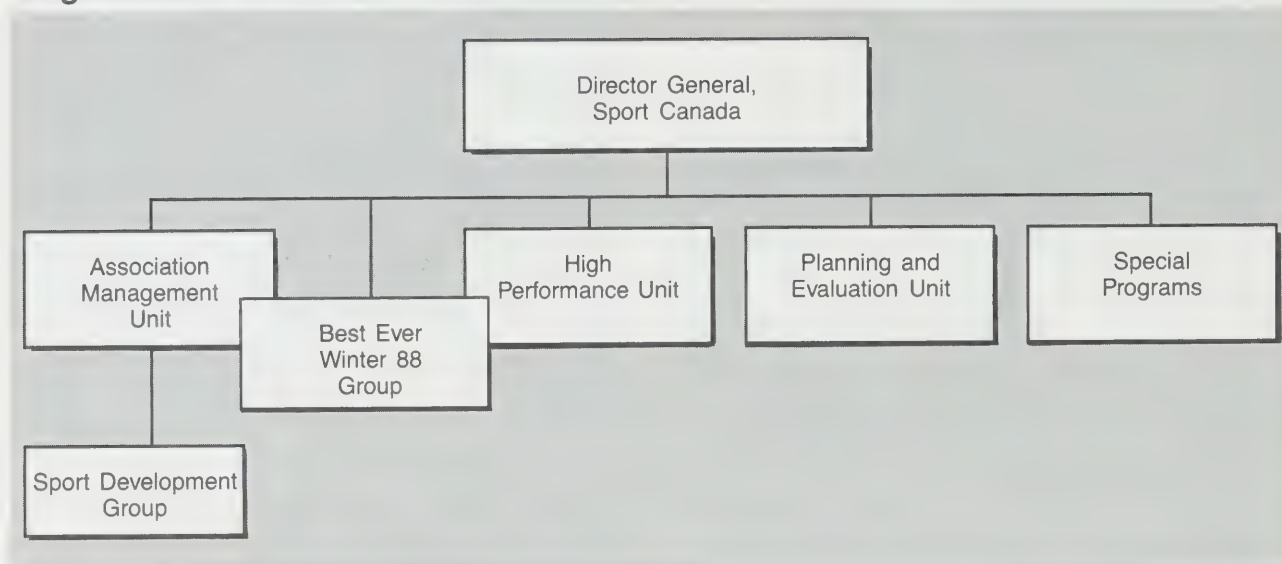 Director General,
Sport Canada
Association
Management
Unit
Best Ever
Winter 88
Group
High
Performance Unit
Planning and
Evaluation Unit
Special
Programs
Sport Development
Group